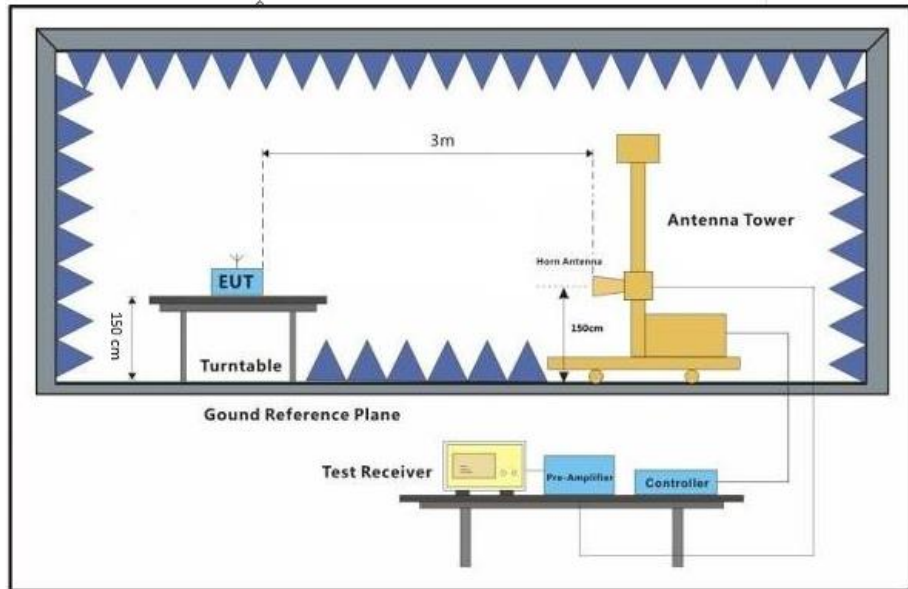 3m
Antenna Tower
Horn Antenna
EUT
150 cm
150cm
Turntable
Gound Reference Plane
Test Receiver
Pre-Amplifier
Controller